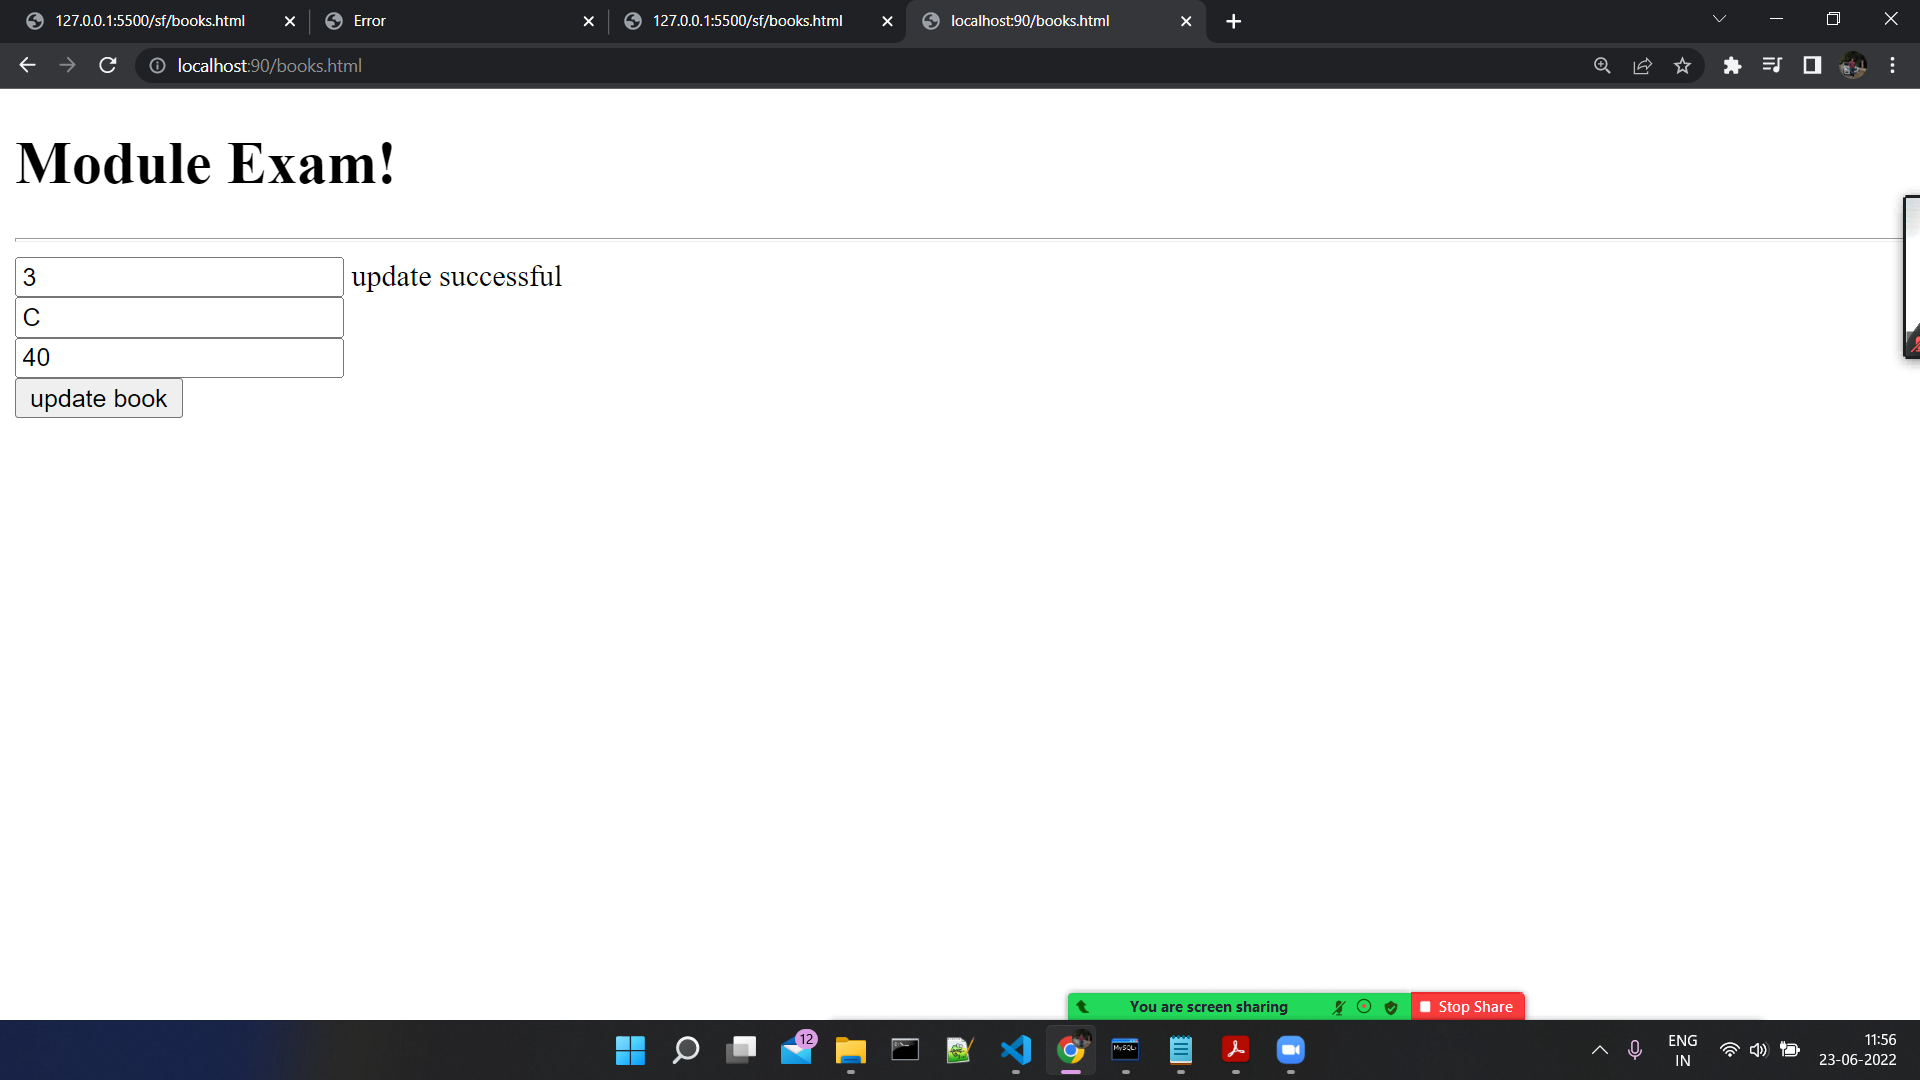 127.0.0.1:5500/sf/books.html
Error
127.0.0.1:5500/sf/books.html
localhost:90/books.html
localhost:90/books.html
Module Exam!
3 update successful
C
40
update book
You are screen sharing
Stop Share
12
MySQL
ENG
IN
11:56
23-06-2022